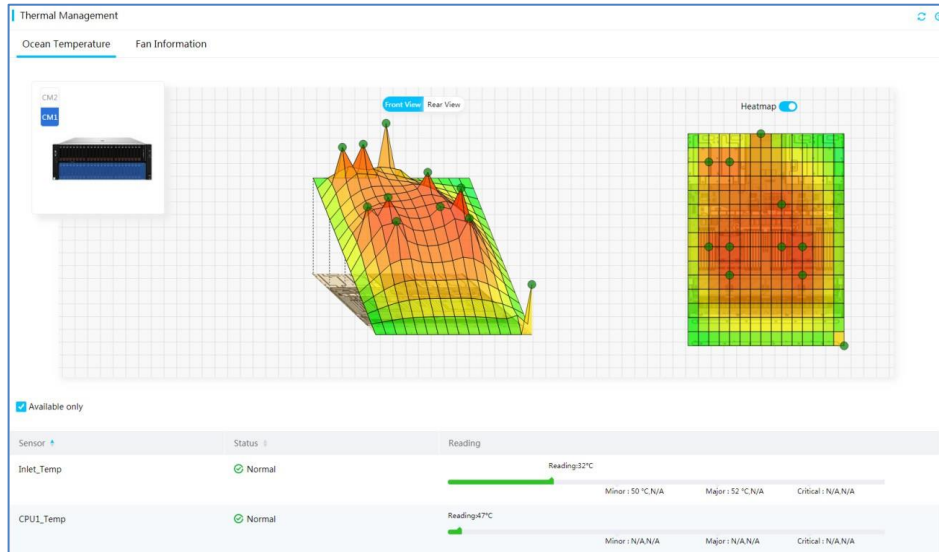 Thermal Management
Ocean Temperature Fan Information
CM2
CM1
Front View Rear View
Heatmap
Available only
Sensor Status Reading
Inlet_Temp Normal Reading:32°C
Minor : 50 °C,N/A Major : 52 °C,N/A Critical : N/A,N/A
CPU1_Temp Normal Reading:47°C
Minor : N/A,N/A Major : N/A,N/A Critical : N/A,N/A